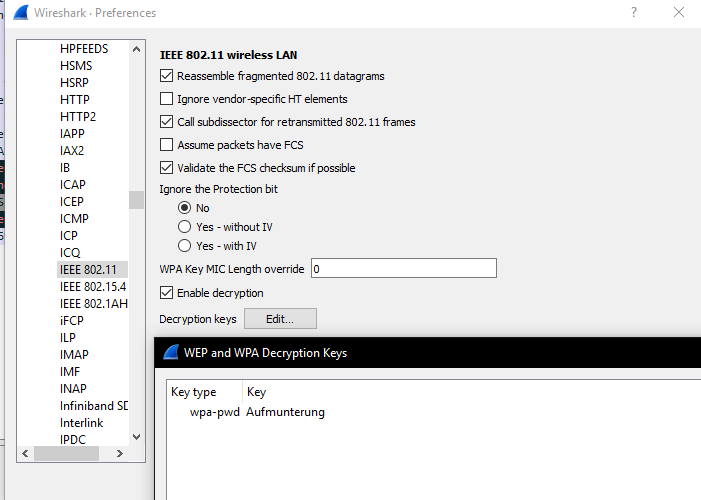 Wireshark · Preferences
HPFEEDS
HSMS
HSRP
HTTP
HTTP2
IAPP
IAX2
IB
ICAP
ICEP
ICMP
ICP
ICQ
IEEE 802.11
IEEE 802.15.4
IEEE 802.1AH
iFCP
ILP
IMAP
IMF
INAP
Infiniband SD
Interlink
IPDC
IEEE 802.11 wireless LAN
Reassemble fragmented 802.11 datagrams
Ignore vendor-specific HT elements
Call subdissector for retransmitted 802.11 frames
Assume packets have FCS
Validate the FCS checksum if possible
Ignore the Protection bit
No
Yes - without IV
Yes - with IV
WPA Key MIC Length override 0
Enable decryption
Decryption keys Edit...
WEP and WPA Decryption Keys
Key type Key
wpa-pwd Aufmunterung